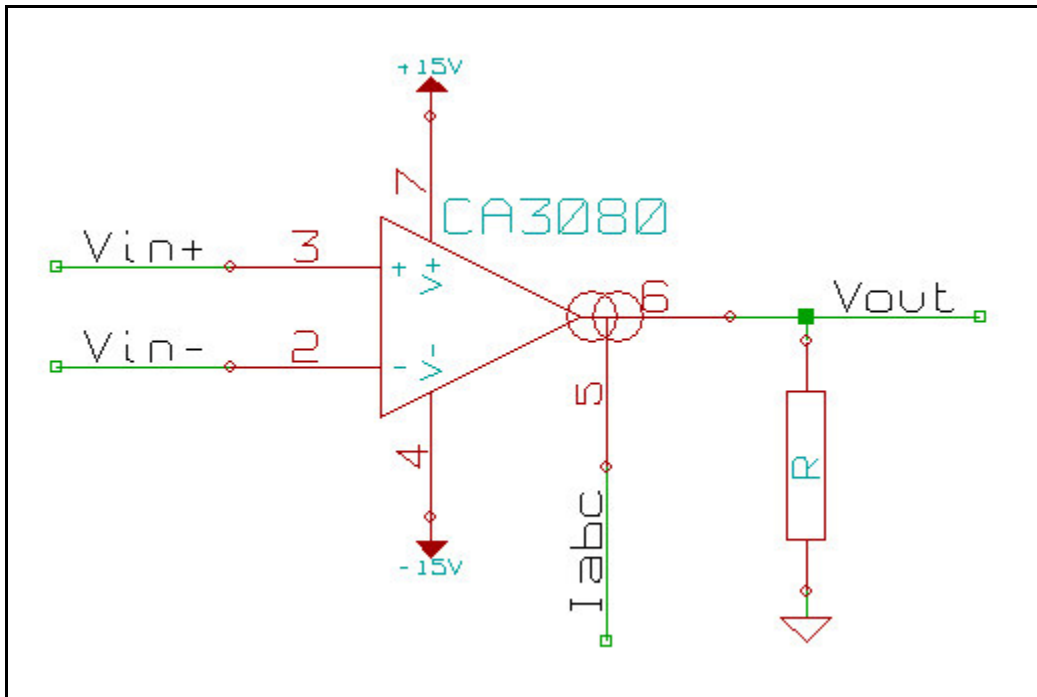 +15V
7
CA3080
Vin+
3
+
V+
6
Vout
Vin-
2
-
V-
5
4
R
-15V
Iabc